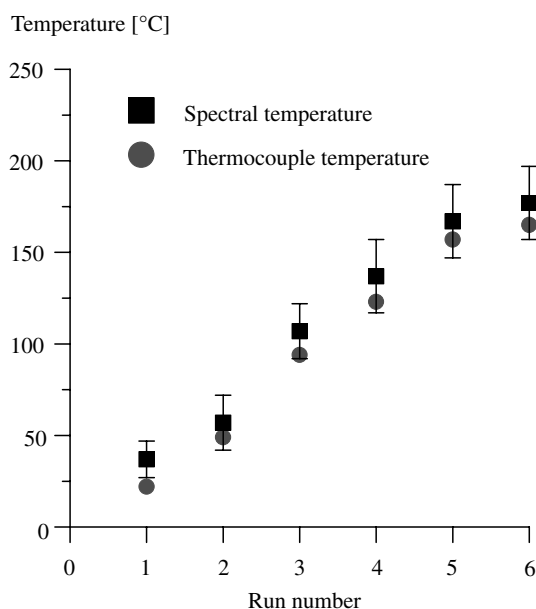 Temperature [°C]
250
Spectral temperature
200
Thermocouple temperature
150
100
50
0
0 1 2 3 4 5 6
Run number